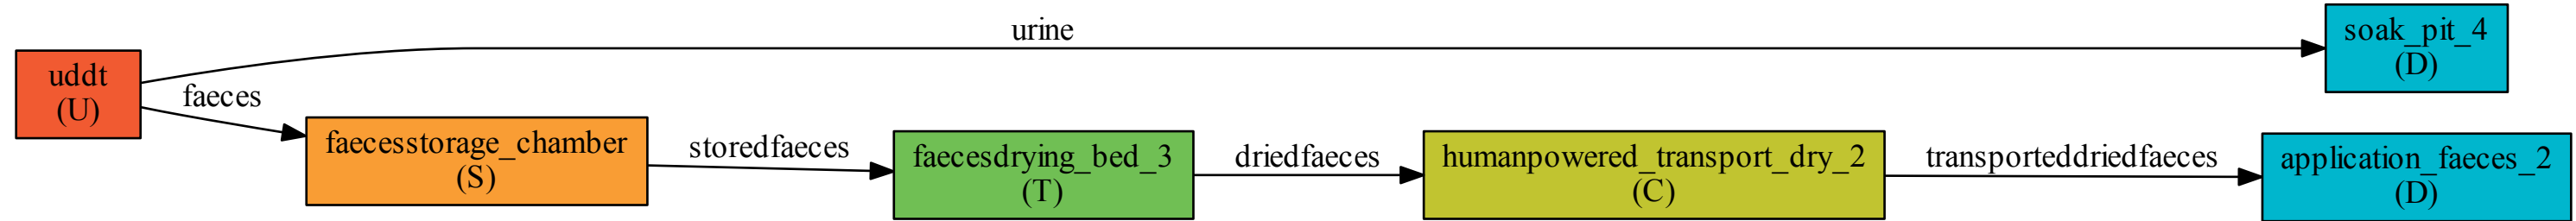 urine
soak_pit_4
(D)
uddt
(U)
faeces
faecesstorage_chamber
(S)
storedfaeces
faecesdrying_bed_3
(T)
driedfaeces
humanpowered_transport_dry_2
(C)
transporteddriedfaeces
application_faeces_2
(D)